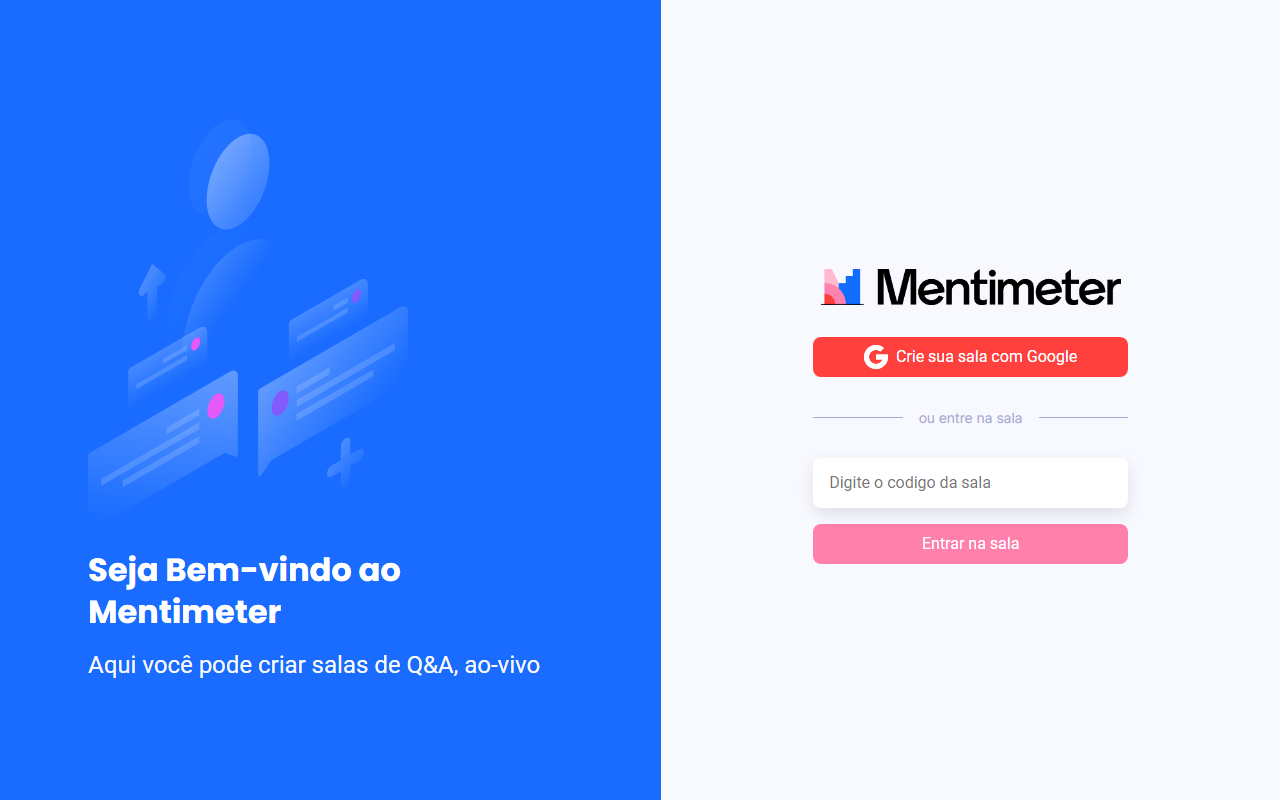 Seja Bem-vindo ao
Mentimeter
Aqui você pode criar salas de Q&A, ao-vivo
Mentimeter
Crie sua sala com Google
ou entre na sala
Digite o codigo da sala
Entrar na sala